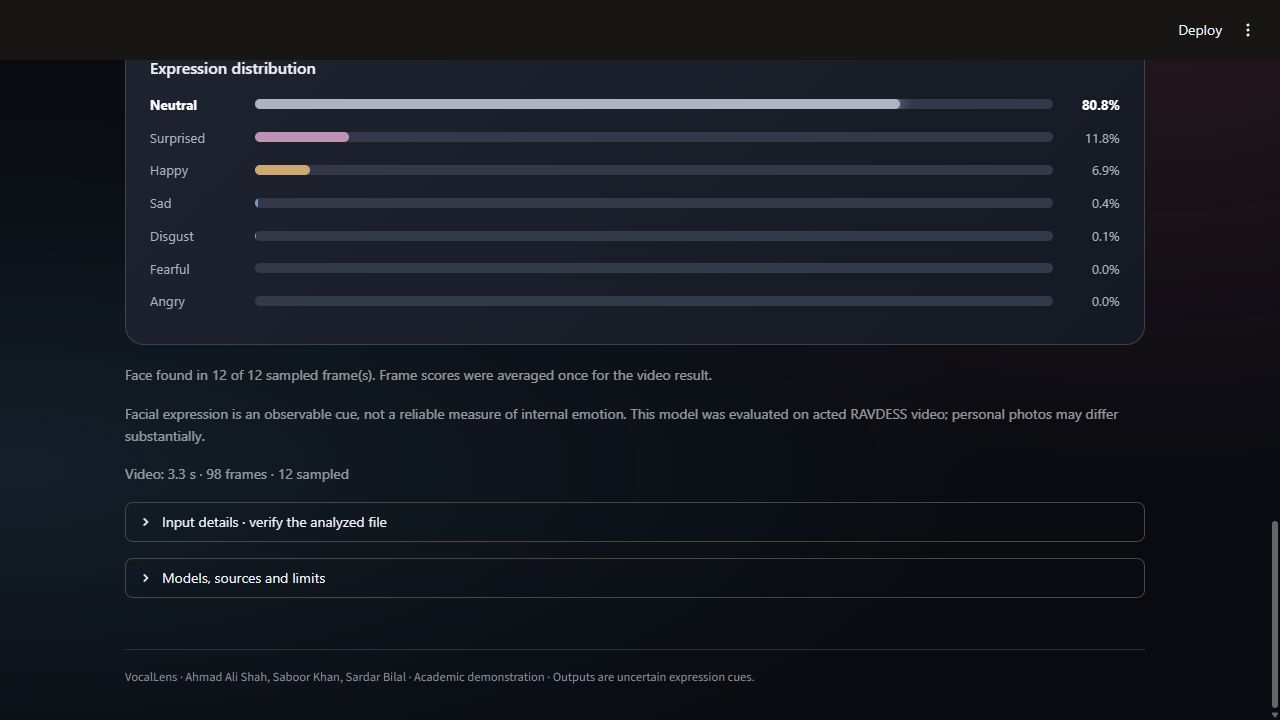 Deploy
Expression distribution
Neutral 80.8%
Surprised 11.8%
Happy 6.9%
Sad 0.4%
Disgust 0.1%
Fearful 0.0%
Angry 0.0%
Face found in 12 of 12 sampled frame(s). Frame scores were averaged once for the video result.
Facial expression is an observable cue, not a reliable measure of internal emotion. This model was evaluated on acted RAVDESS video; personal photos may differ
substantially.
Video: 3.3 s · 98 frames · 12 sampled
Input details · verify the analyzed file
Models, sources and limits
VocalLens · Ahmad Ali Shah, Saboor Khan, Sardar Bilal · Academic demonstration · Outputs are uncertain expression cues.